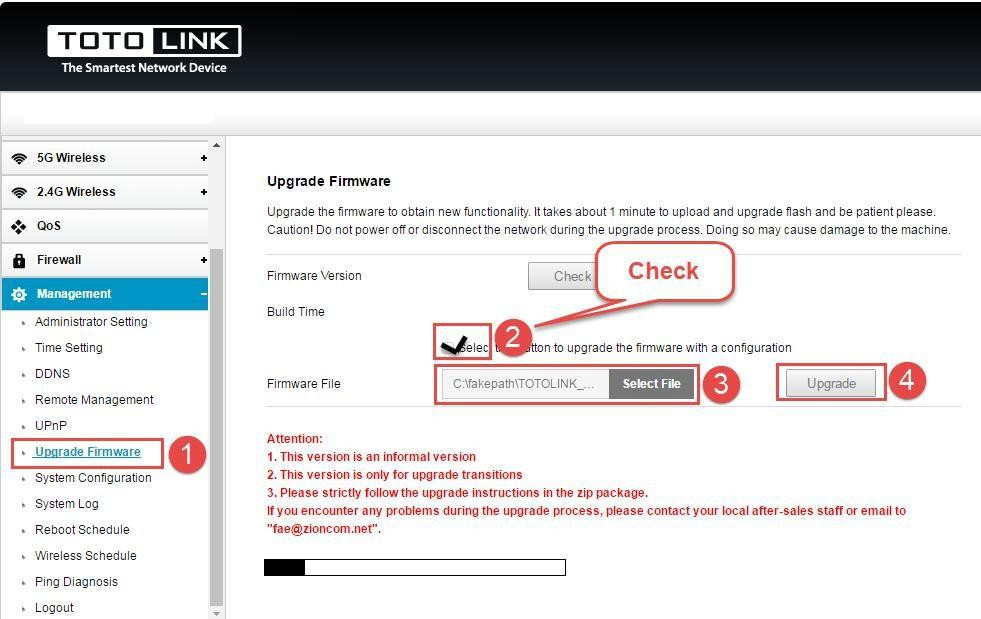 TOTO LINK
The Smartest Network Device
5G Wireless +
2.4G Wireless +
QoS
Firewall +
Management -
Administrator Setting
Time Setting
DDNS
Remote Management
UPnP
Upgrade Firmware 1
System Configuration
System Log
Reboot Schedule
Wireless Schedule
Ping Diagnosis
Logout
Upgrade Firmware
Upgrade the firmware to obtain new functionality. It takes about 1 minute to upload and upgrade flash and be patient please.
Caution! Do not power off or disconnect the network during the upgrade process. Doing so may cause damage to the machine.
Firmware Version Check
Check
Build Time
2
Select button to upgrade the firmware with a configuration
Firmware File C:\fakepath\TOTOLINK_... Select File 3 Upgrade 4
Attention:
1. This version is an informal version
2. This version is only for upgrade transitions
3. Please strictly follow the upgrade instructions in the zip package.
If you encounter any problems during the upgrade process, please contact your local after-sales staff or email to
"fae@zioncom.net".